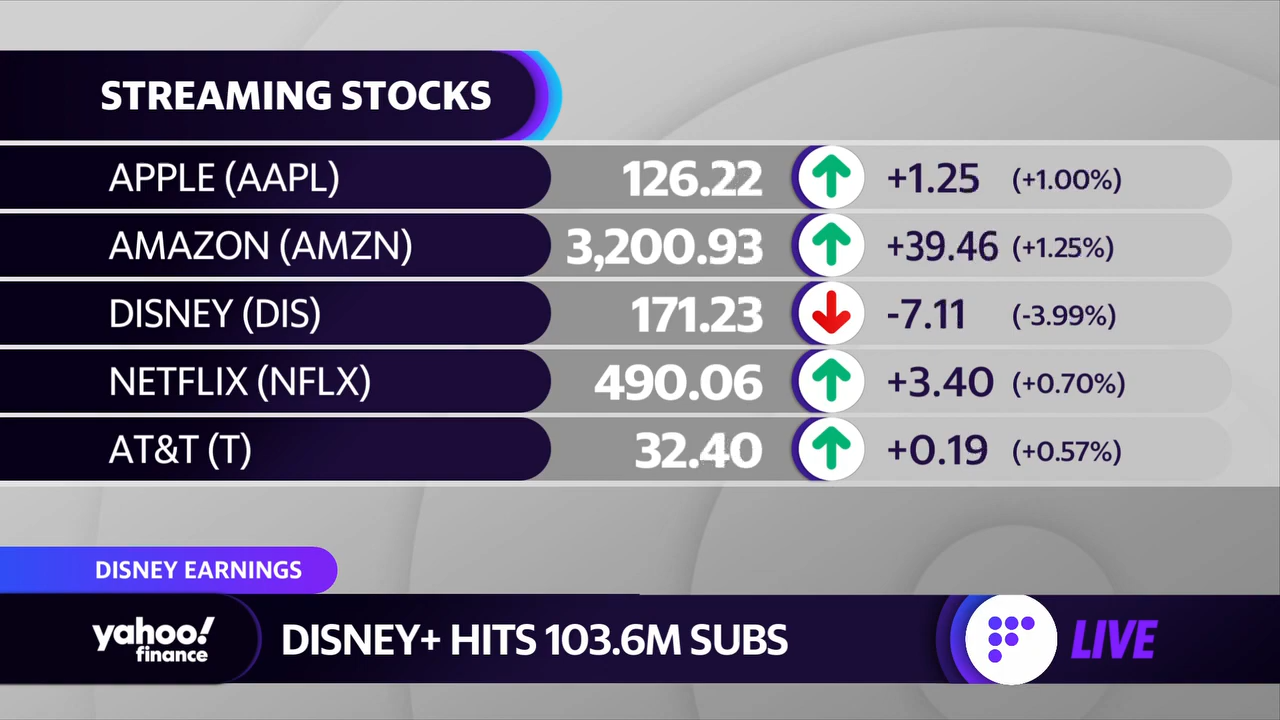 STREAMING STOCKS
APPLE (AAPL) 126.22 +1.25 (+1.00%)
AMAZON (AMZN) 3,200.93 +39.46 (+1.25%)
DISNEY (DIS) 171.23 -7.11 (-3.99%)
NETFLIX (NFLX) 490.06 +3.40 (+0.70%)
AT&T (T) 32.40 +0.19 (+0.57%)
DISNEY EARNINGS
yahoo!
finance
DISNEY+ HITS 103.6M SUBS
LIVE